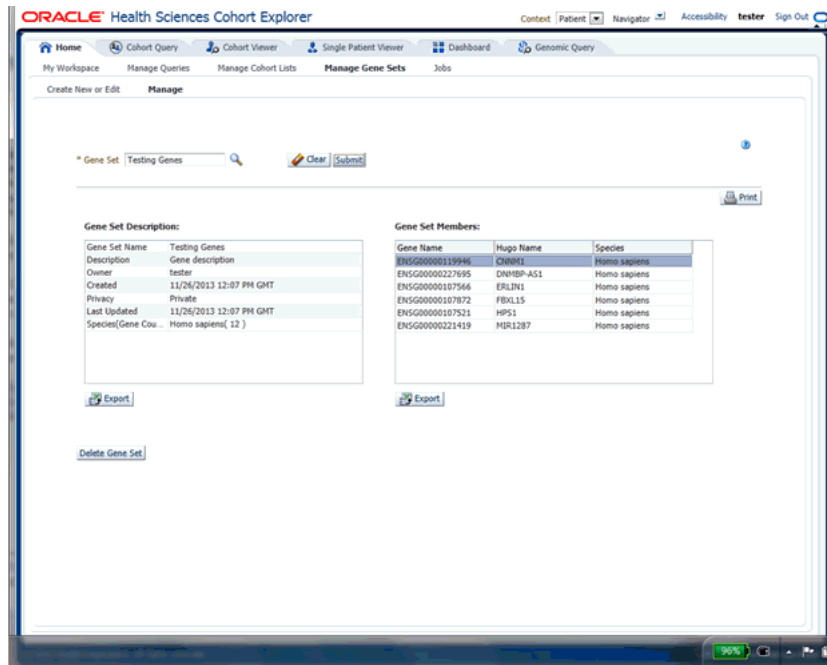 ORACLE Health Sciences Cohort Explorer
Context Patient Navigator Accessibility tester Sign Out
Home Cohort Query Cohort Viewer Single Patient Viewer Dashboard Genomic Query
My Workspace Manage Queries Manage Cohort Lists Manage Gene Sets Jobs
Create New or Edit Manage
* Gene Set Testing Genes Clear Submit
Print
Gene Set Description:
Gene Set Name Testing Genes
Description Gene description
Owner tester
Created 11/26/2013 12:07 PM GMT
Privacy Private
Last Updated 11/26/2013 12:07 PM GMT
Species(Gene Cou... Homo sapiens( 12 )
Export
Gene Set Members:
Gene Name Hugo Name Species
ENSG00000119946 CNNM1 Homo sapiens
ENSG00000227695 DNMBP-AS1 Homo sapiens
ENSG00000107566 ERLIN1 Homo sapiens
ENSG00000107872 FBXL15 Homo sapiens
ENSG00000107521 HPS1 Homo sapiens
ENSG00000221419 MIR1287 Homo sapiens
Export
Delete Gene Set
96%